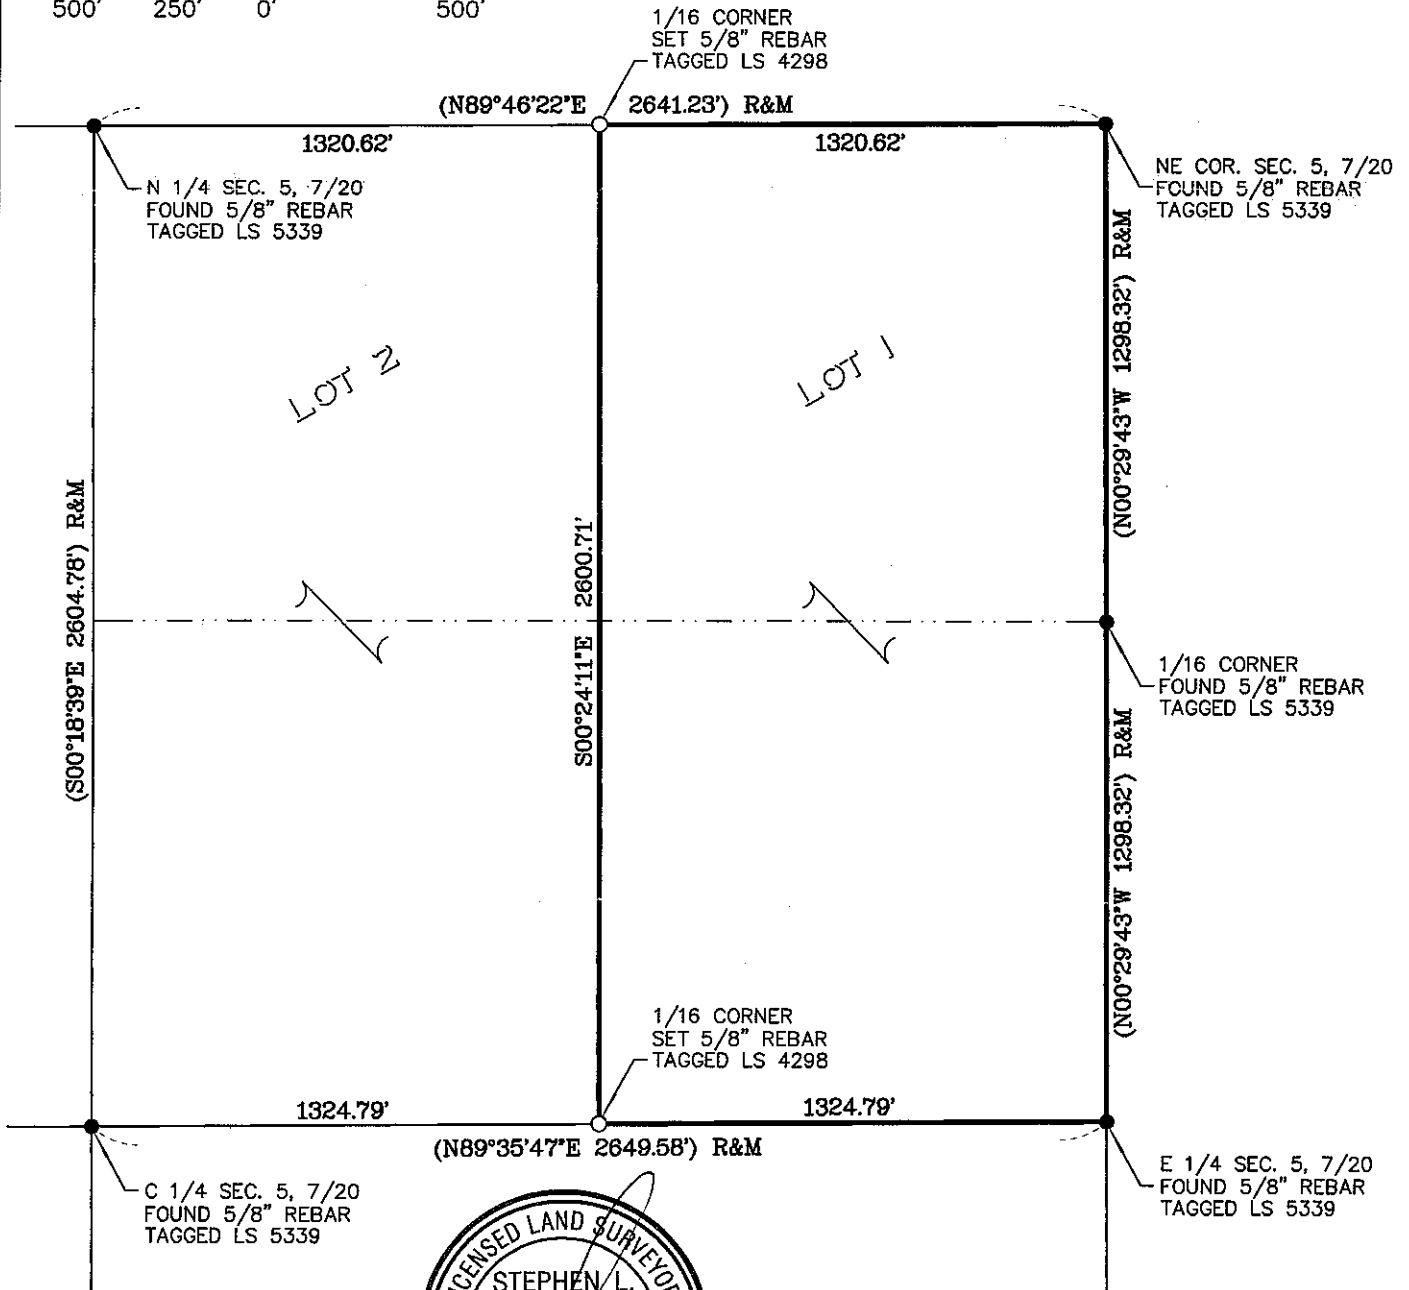 500' 250' 0' 500'
1/16 CORNER
SET 5/8" REBAR
TAGGED LS 4298
(N89°46'22"E 2641.23') R&M
1320.62'
1320.62'
N 1/4 SEC. 5, 7/20
FOUND 5/8" REBAR
TAGGED LS 5339
NE COR. SEC. 5, 7/20
FOUND 5/8" REBAR
TAGGED LS 5339
(N00°29'43"W 1298.32') R&M
LOT 2
LOT 1
(S00°18'39"E 2604.78') R&M
S00°24'11"E 2600.71'
1/16 CORNER
FOUND 5/8" REBAR
TAGGED LS 5339
(N00°29'43"W 1298.32') R&M
1/16 CORNER
SET 5/8" REBAR
TAGGED LS 4298
1324.79'
1324.79'
(N89°35'47"E 2649.58') R&M
C 1/4 SEC. 5, 7/20
FOUND 5/8" REBAR
TAGGED LS 5339
E 1/4 SEC. 5, 7/20
FOUND 5/8" REBAR
TAGGED LS 5339
LAND
STEPHEN L.